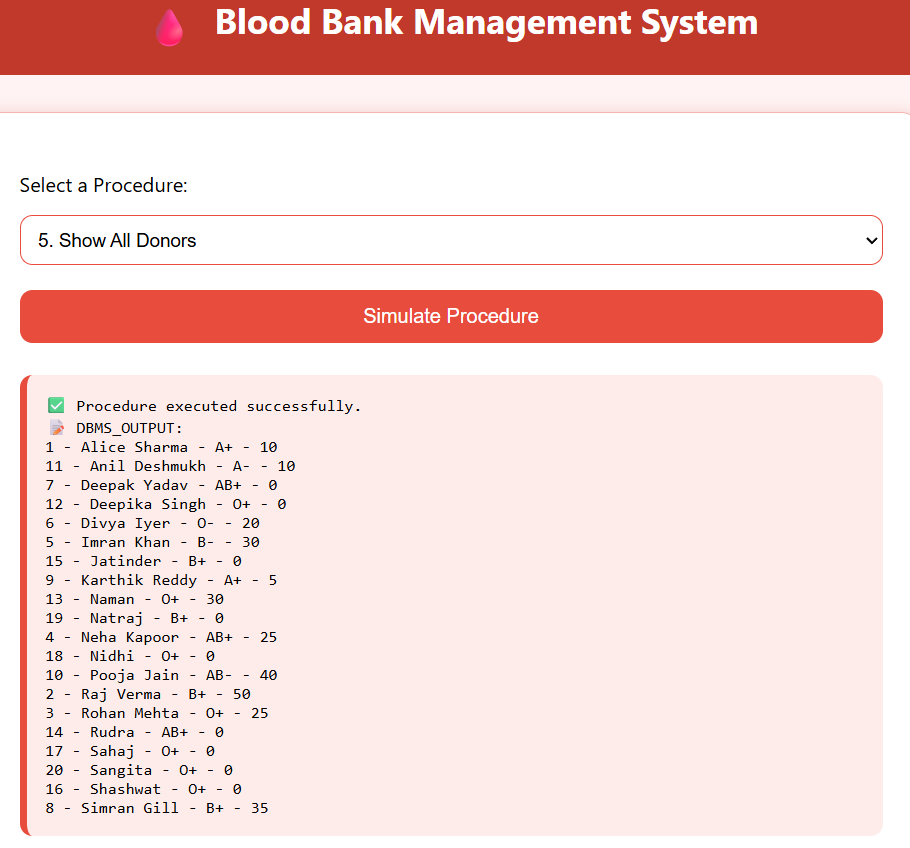 Blood Bank Management System
Select a Procedure:
5. Show All Donors
Simulate Procedure
✅ Procedure executed successfully.
📝 DBMS_OUTPUT:
1 - Alice Sharma - A+ - 10
11 - Anil Deshmukh - A- - 10
7 - Deepak Yadav - AB+ - 0
12 - Deepika Singh - O+ - 0
6 - Divya Iyer - O- - 20
5 - Imran Khan - B- - 30
15 - Jatinder - B+ - 0
9 - Karthik Reddy - A+ - 5
13 - Naman - O+ - 30
19 - Natraj - B+ - 0
4 - Neha Kapoor - AB+ - 25
18 - Nidhi - O+ - 0
10 - Pooja Jain - AB- - 40
2 - Raj Verma - B+ - 50
3 - Rohan Mehta - O+ - 25
14 - Rudra - AB+ - 0
17 - Sahaj - O+ - 0
20 - Sangita - O+ - 0
16 - Shashwat - O+ - 0
8 - Simran Gill - B+ - 35